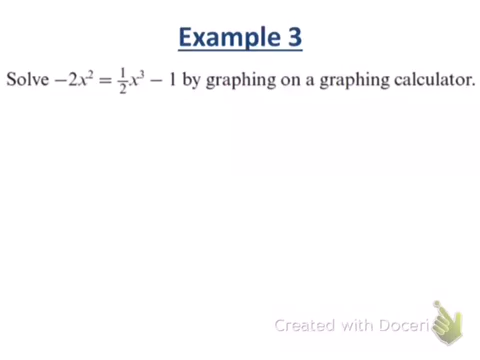 Example 3
Solve −2x² = ½x³ − 1 by graphing on a graphing calculator.
Created with Doceri